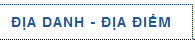 ĐỊA DANH - ĐỊA ĐIỂM